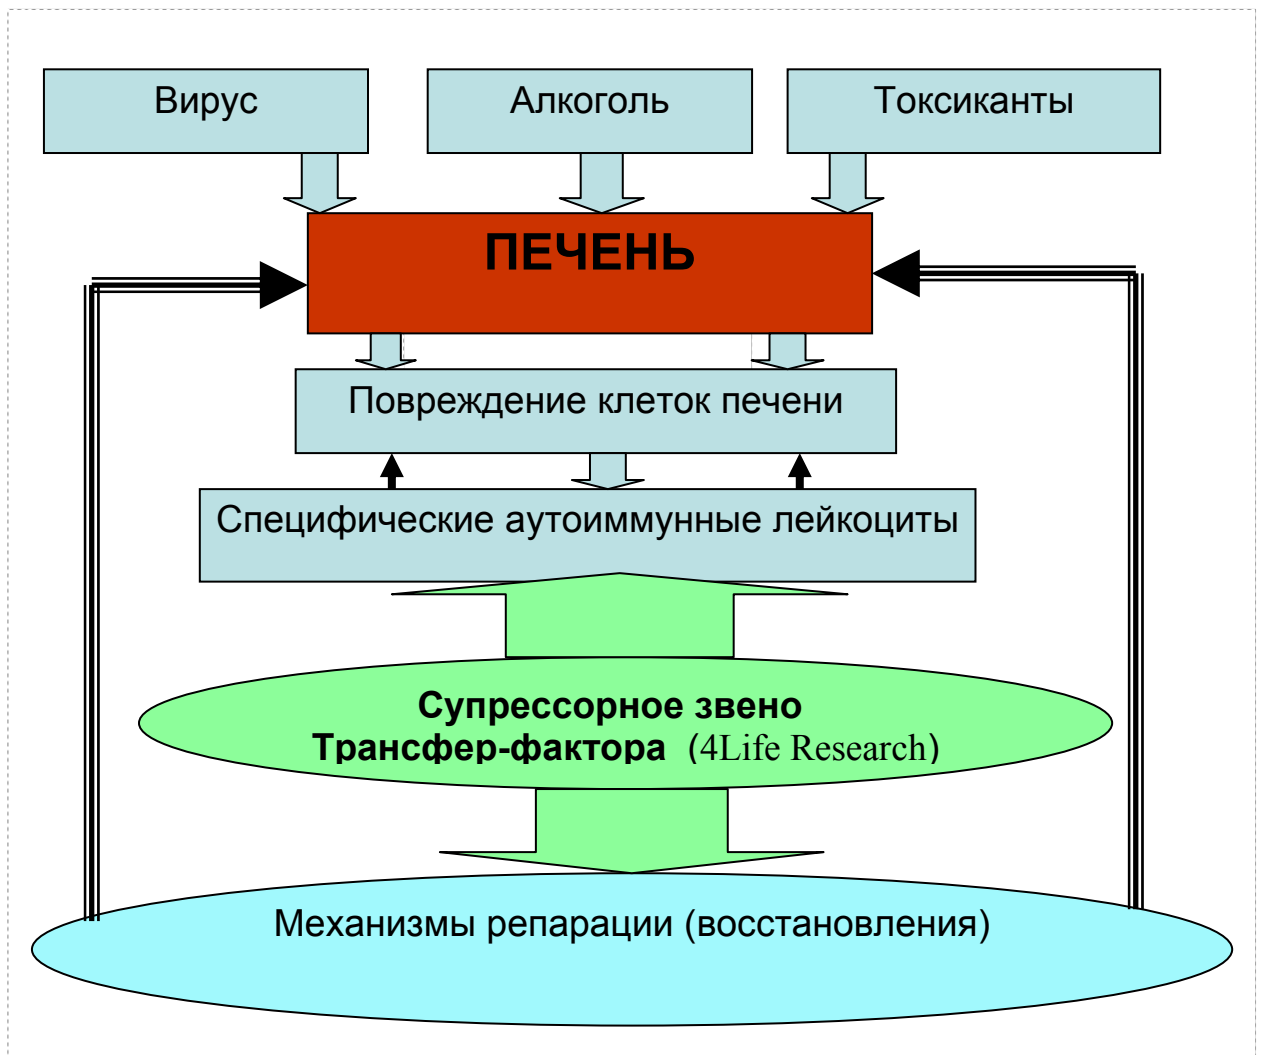 Вирус
Алкоголь
Токсиканты
ПЕЧЕНЬ
Повреждение клеток печени
Специфические аутоиммунные лейкоциты
Супрессорное звено
Трансфер-фактора (4Life Research)
Механизмы репарации (восстановления)